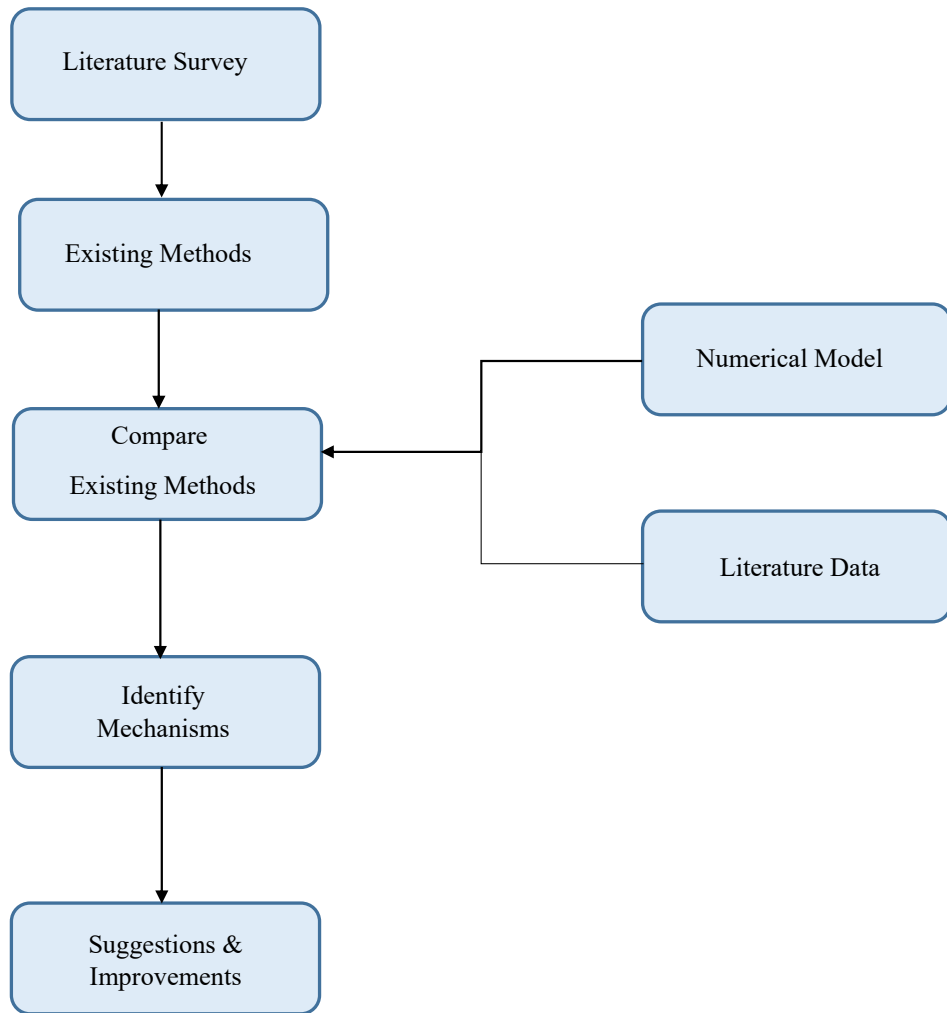 Literature Survey
Existing Methods
Numerical Model
Compare
Existing Methods
Literature Data
Identify
Mechanisms
Suggestions &
Improvements